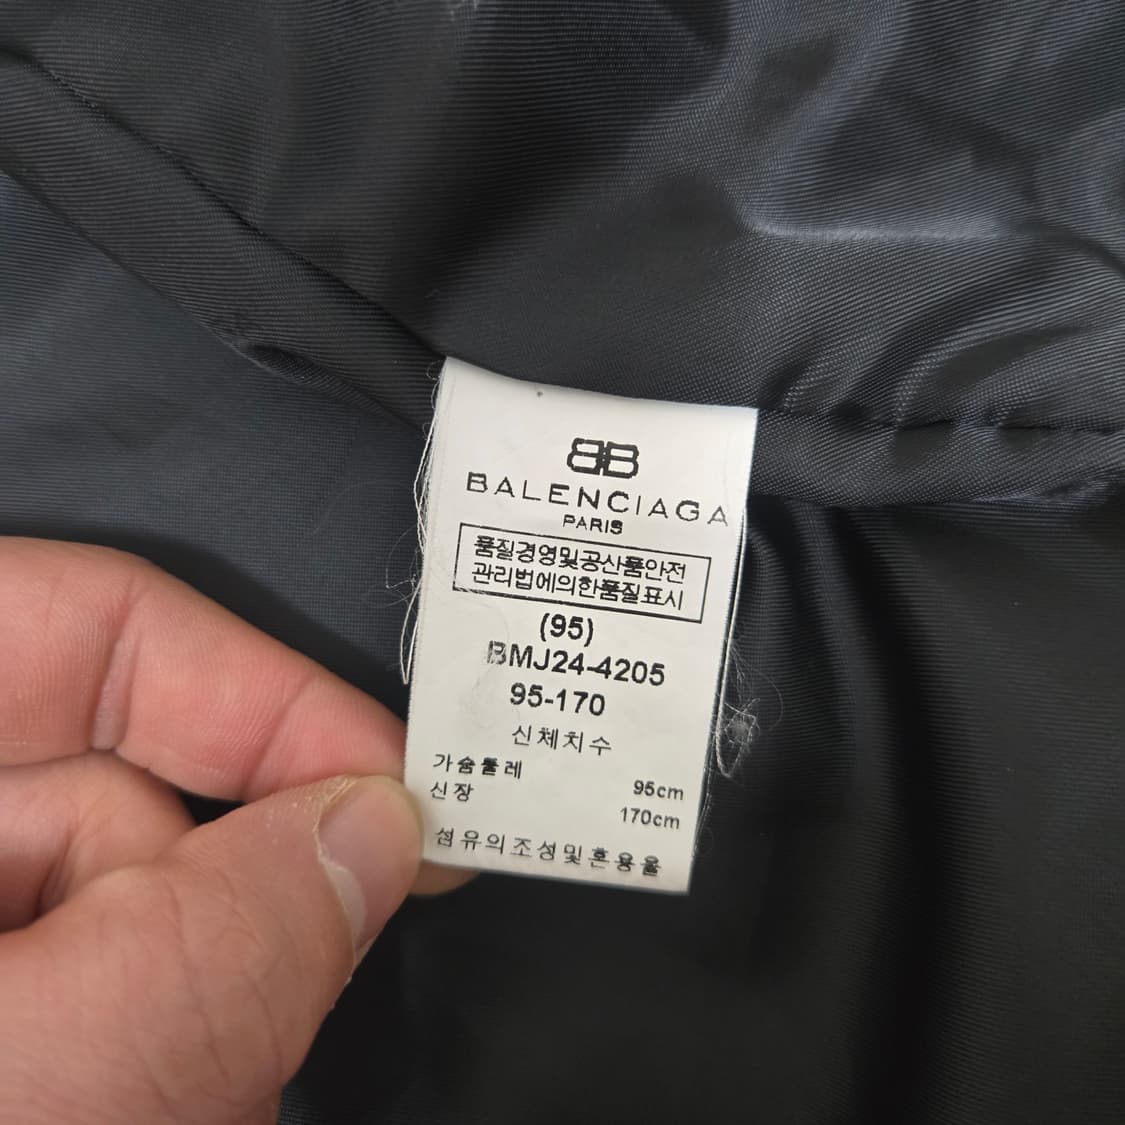 BB
BALENCIAGA
PARIS
품질경영및공산품안전
관리법에의한품질표시
(95)
BMJ24-4205
95-170
신체치수
가슴둘레 95cm
신장 170cm
섬유의조성및혼용율